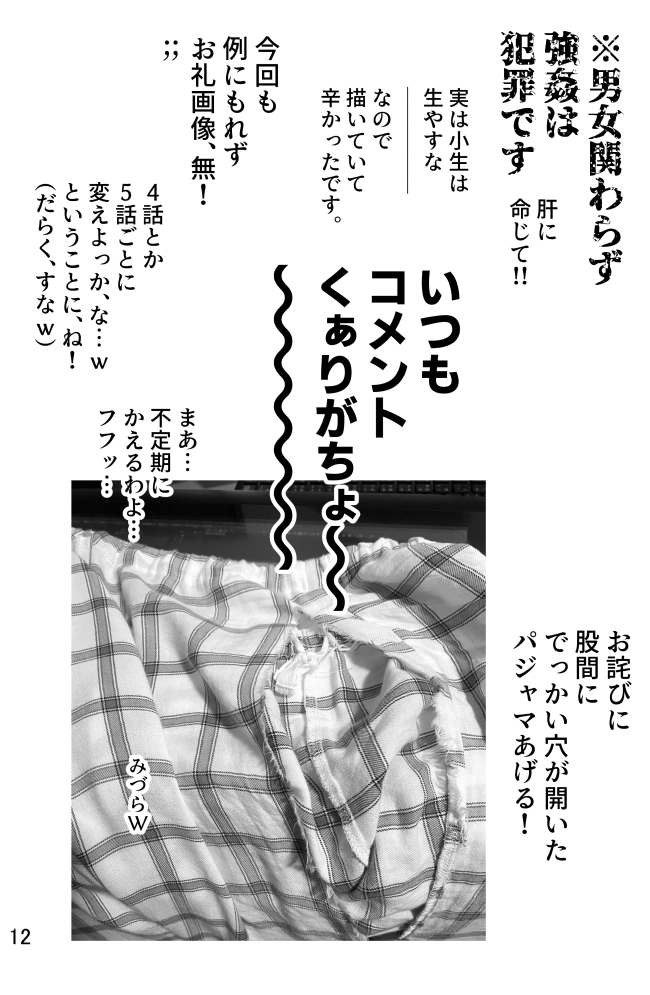 ※男女関わらず
強姦は
犯罪です
肝に
命じて!!
実は小生は
生やすな
なので
描いていて
辛かったです。
今回も
例にもれず
お礼画像、無!
;;
4話とか
5話ごとに
変えよっか、な…w
ということに、ね!
(だらく、すなw)
いつも
コメント
くぁりがちょ〜
〜
まあ…
不定期に
かえるわよ…
フフッ…
お詫びに
股間に
でっかい穴が開いた
パジャマあげる!
みづらW
12